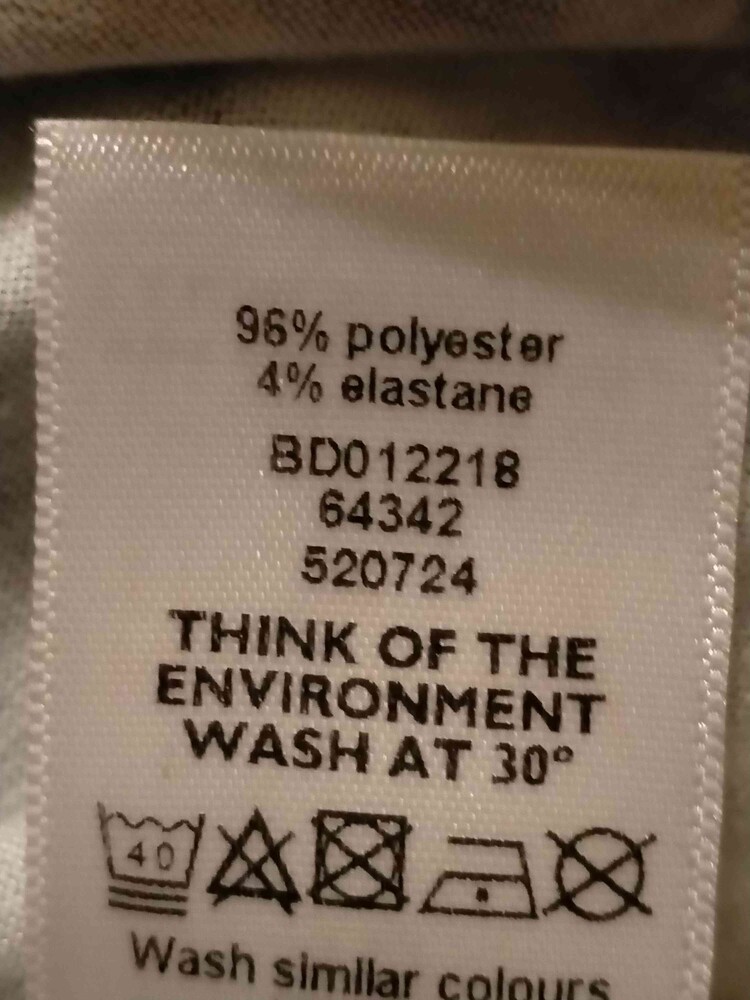 96% polyester
4% elastane
BD012218
64342
520724
THINK OF THE
ENVIRONMENT
WASH AT 30°
40
Wash similar colours